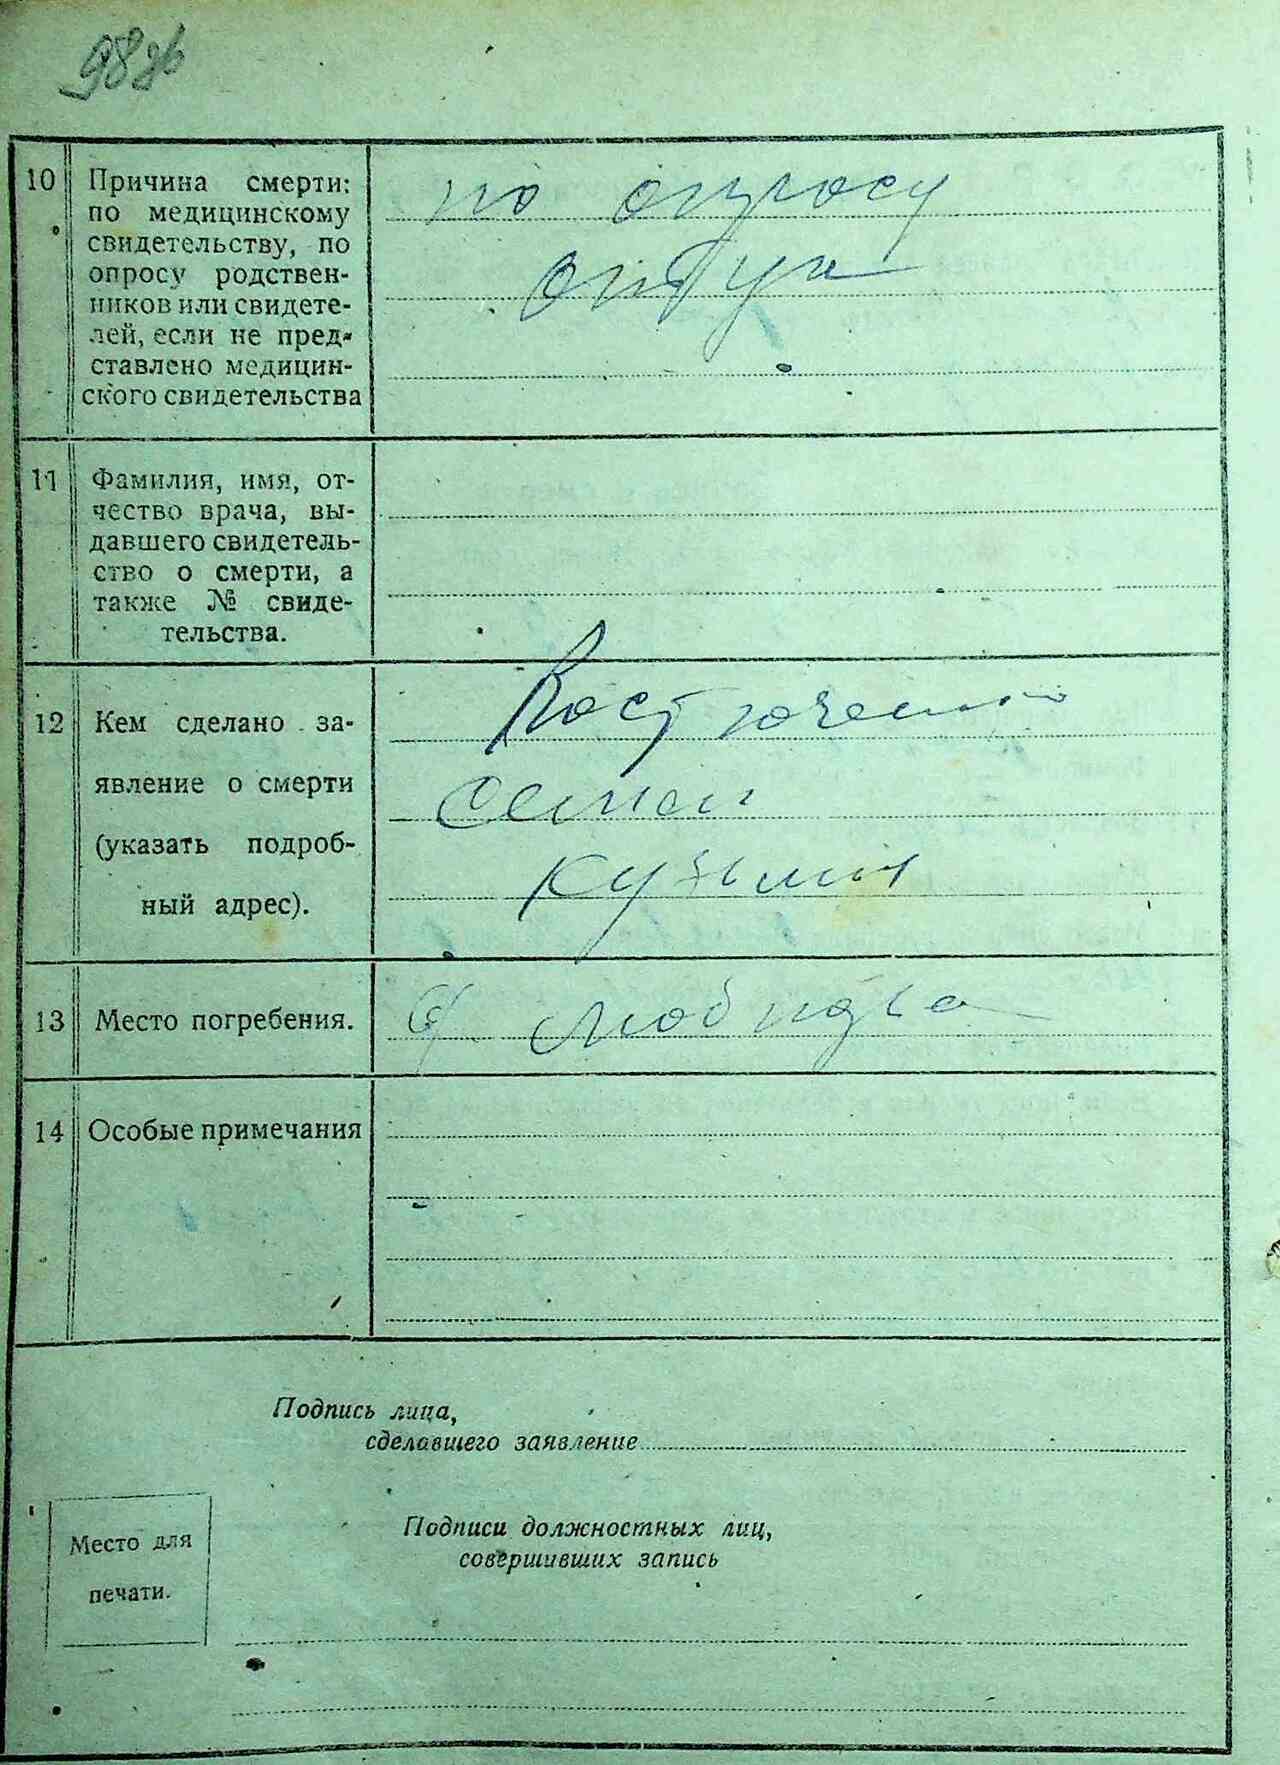 98 зв
10 Причина смерти:
по медицинскому
свидетельству, по
опросу родствен-
ников или свидете-
лей, если не пред-
ставлено медицин-
ского свидетельства
по опросу
11 Фамилия, имя, от-
чество врача, вы-
давшего свидетель-
ство о смерти, а
также № свиде-
тельства.
12 Кем сделано за-
явление о смерти
(указать подроб-
ный адрес).
Семен
Кузьмич
13 Место погребения.
14 Особые примечания
Подпись лица,
сделавшего заявление
Подписи должностных лиц,
совершивших запись
Место для
печати.